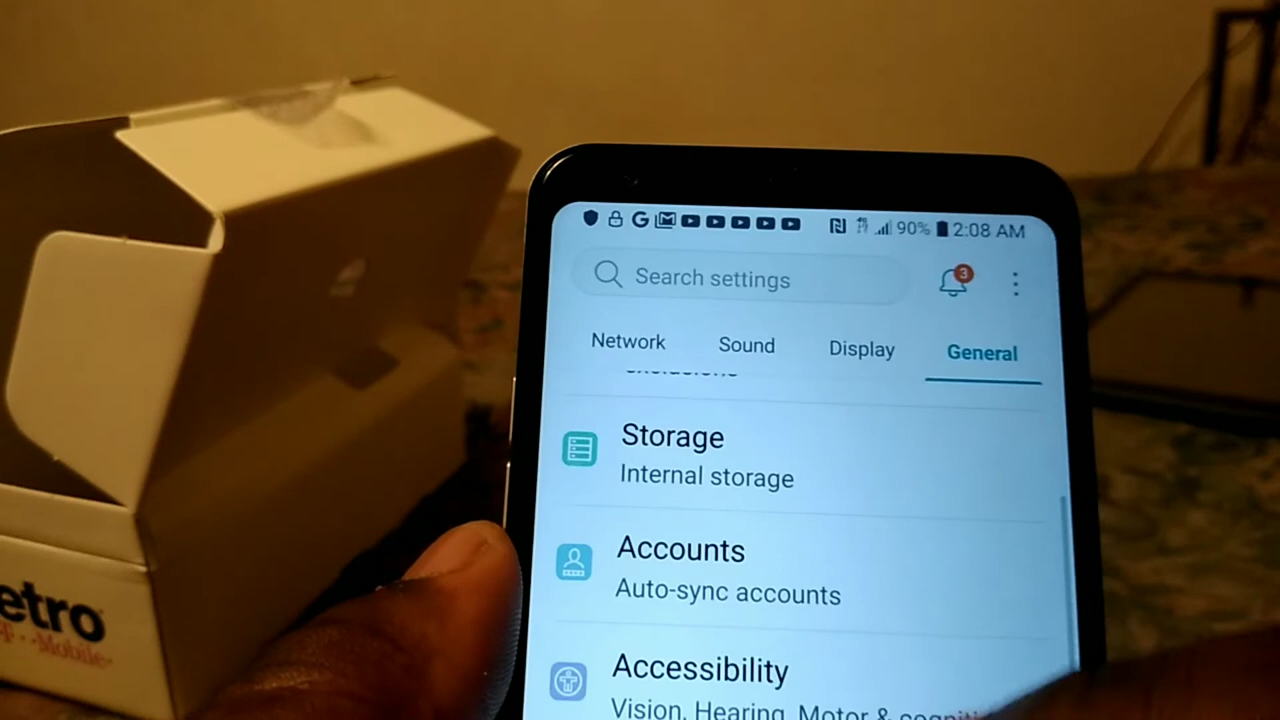 90% 2:08 AM
Search settings
3
Network Sound Display General
Storage
Internal storage
Accounts
Auto-sync accounts
Accessibility
Vision, Hearing, Motor &
etro
Mobile